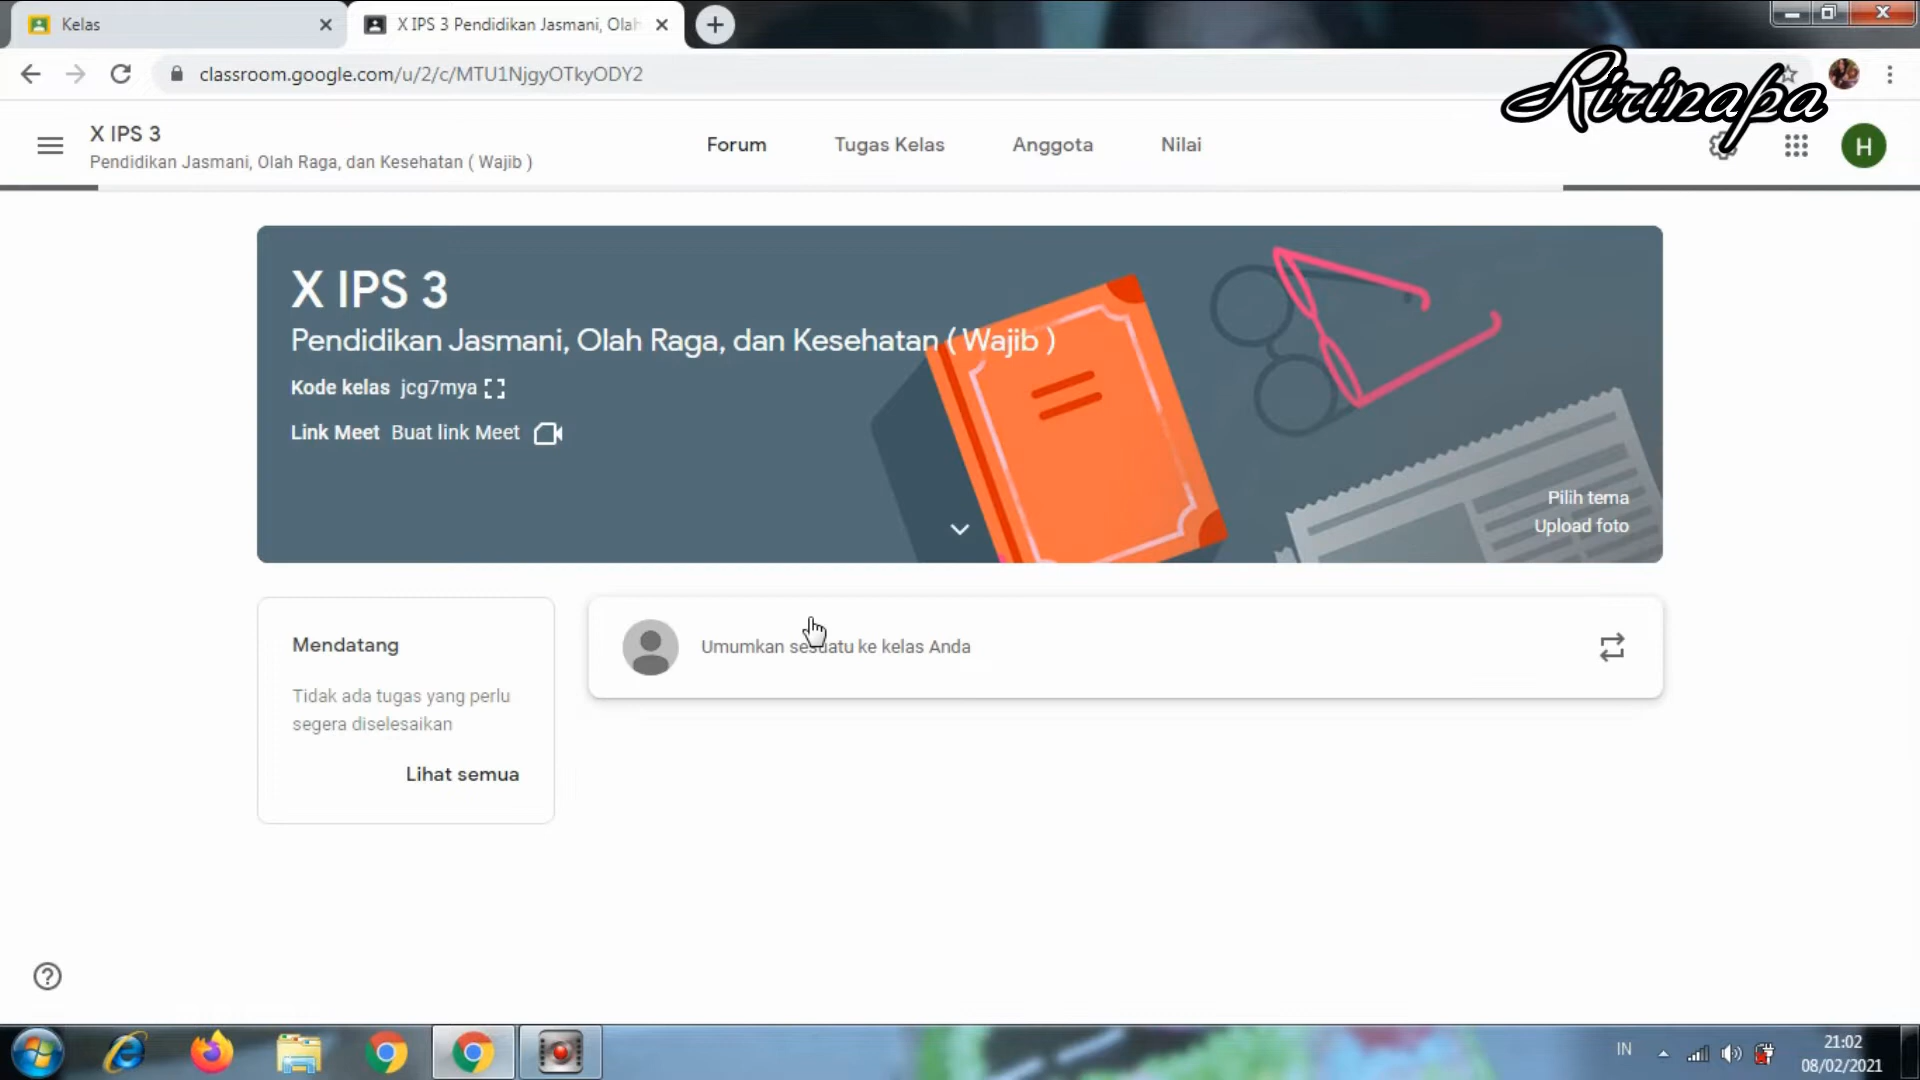 Kelas
X IPS 3 Pendidikan Jasmani, Olah
classroom.google.com/u/2/c/MTU1NjgyOTkyODY2
Ririnapa
X IPS 3
Pendidikan Jasmani, Olah Raga, dan Kesehatan ( Wajib )
Forum
Tugas Kelas
Anggota
Nilai
H
X IPS 3
Pendidikan Jasmani, Olah Raga, dan Kesehatan ( Wajib )
Kode kelas jcg7mya
Link Meet Buat link Meet
Pilih tema
Upload foto
Mendatang
Tidak ada tugas yang perlu
segera diselesaikan
Lihat semua
Umumkan sesuatu ke kelas Anda
IN
21:02
08/02/2021